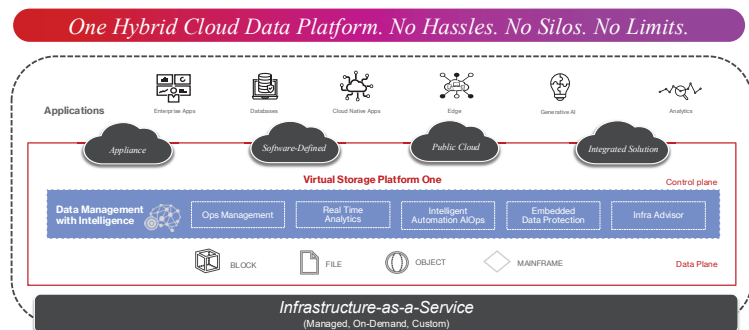 One Hybrid Cloud Data Platform. No Hassles. No Silos. No Limits.
Applications
Enterprise Apps
Databases
Cloud Native Apps
Edge
Generative AI
Analytics
Appliance
Software-Defined
Public Cloud
Integrated Solution
Virtual Storage Platform One
Control plane
Data Management
with Intelligence
Ops Management
Real Time
Analytics
Intelligent
Automation AIOps
Embedded
Data Protection
Infra Advisor
BLOCK
FILE
OBJECT
MAINFRAME
Data Plane
Infrastructure-as-a-Service
(Managed, On-Demand, Custom)